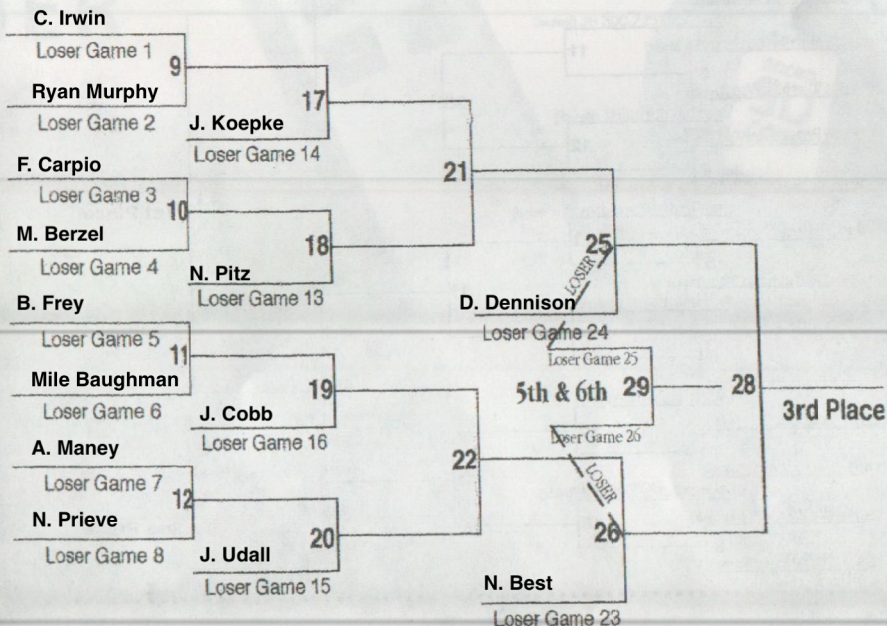 C. Irwin
Loser Game 1
9
Ryan Murphy
Loser Game 2
17
J. Koepke
Loser Game 14
F. Carpio
Loser Game 3
10
M. Berzel
Loser Game 4
18
N. Pitz
Loser Game 13
21
B. Frey
Loser Game 5
11
Mile Baughman
Loser Game 6
19
J. Cobb
Loser Game 16
A. Maney
Loser Game 7
12
N. Prieve
Loser Game 8
20
J. Udall
Loser Game 15
22
25
LOSER
D. Dennison
Loser Game 24
Loser Game 25
5th & 6th
29
Loser Game 26
LOSER
26
N. Best
Loser Game 23
28
3rd Place